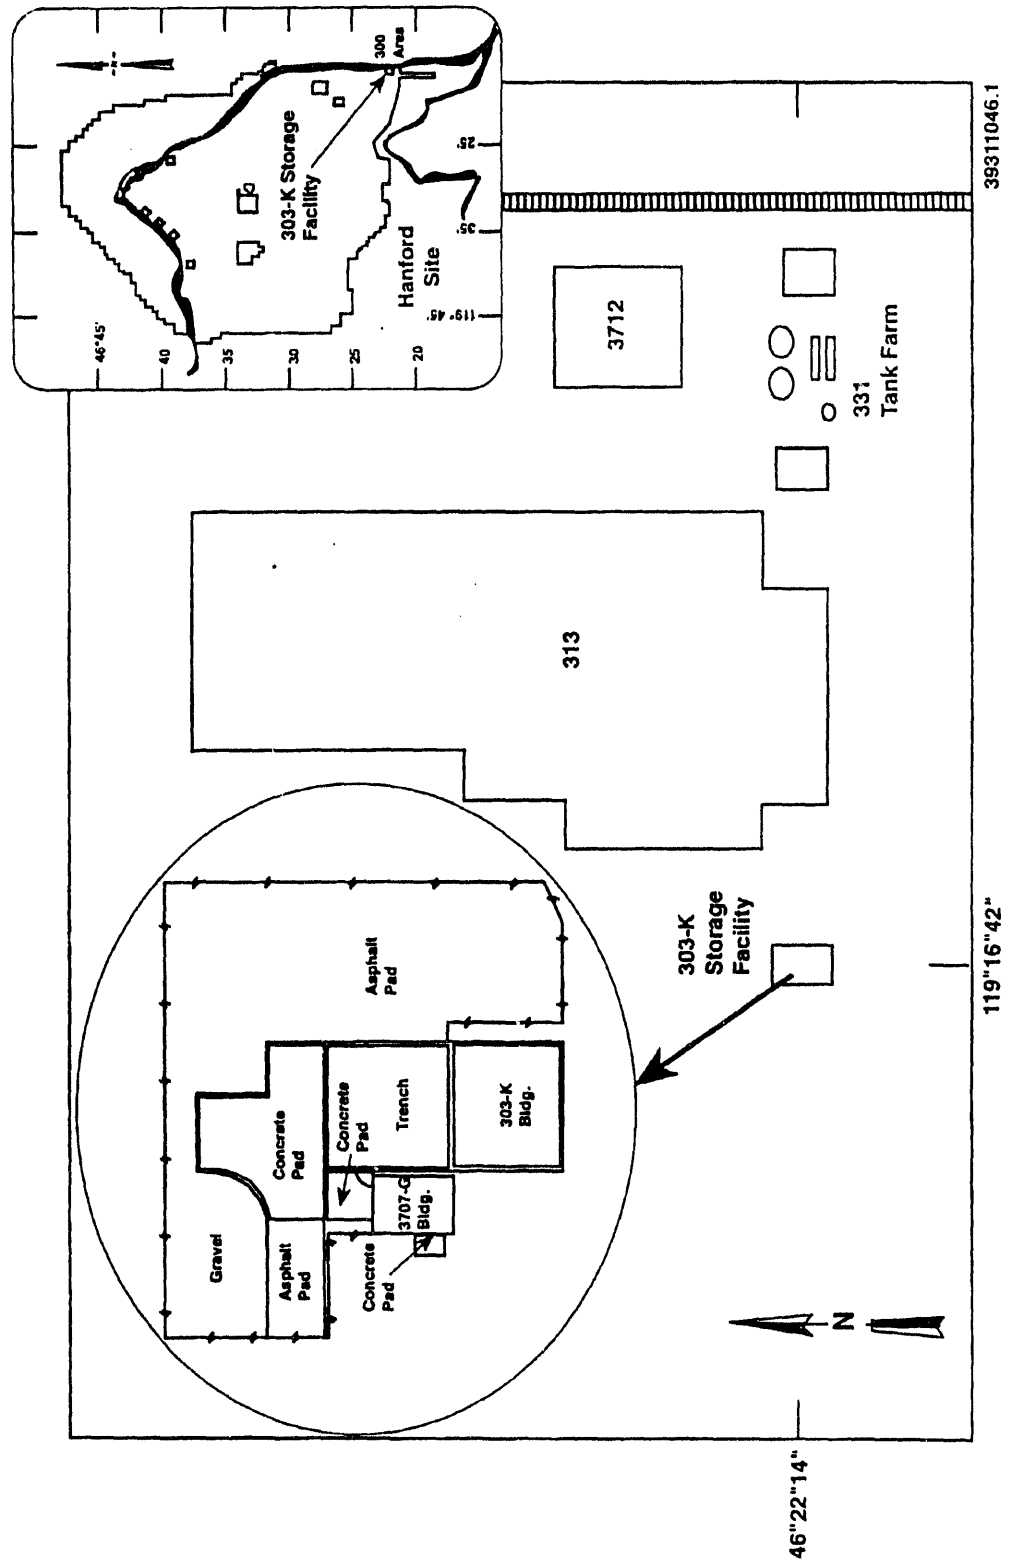 46°45'
40
35
30
25
20
119°45'
35'
25'
Hanford
Site
303-K Storage
Facility
300
Area
-N-
Gravel
Asphalt
Pad
Concrete
Pad
Concrete
Pad
Concrete
Pad
Trench
3707-G
Bldg.
303-K
Bldg.
Asphalt
Pad
313
3712
331
Tank Farm
303-K
Storage
Facility
N
46°22"14"
119°16"42"
39311046.1